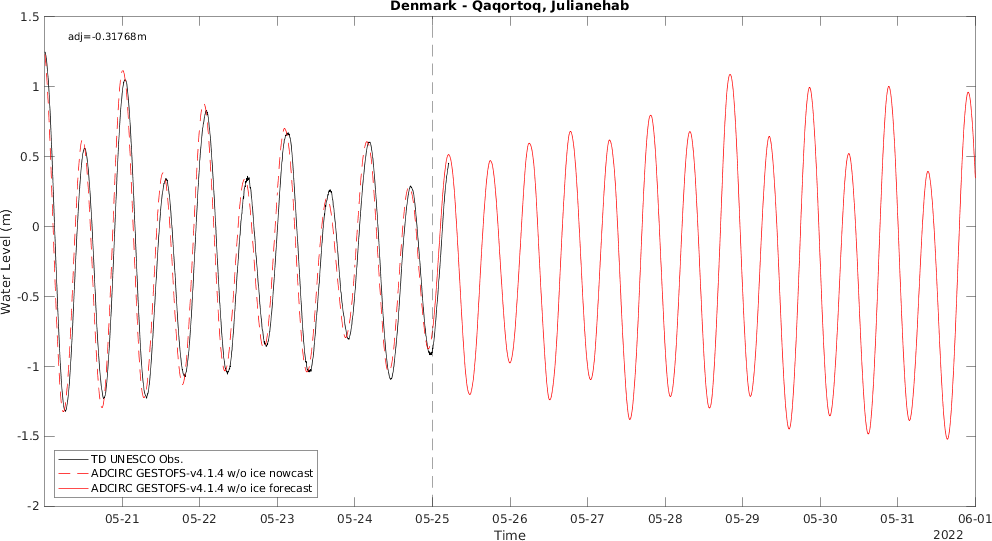 Denmark - Qaqortoq, Julianehab
1.5
adj=-0.31768m
1
0.5
0
-0.5
-1
-1.5
-2
Water Level (m)
TD UNESCO Obs.
ADCIRC GESTOFS-v4.1.4 w/o ice nowcast
ADCIRC GESTOFS-v4.1.4 w/o ice forecast
05-21 05-22 05-23 05-24 05-25 05-26 05-27 05-28 05-29 05-30 05-31 06-01
Time
2022